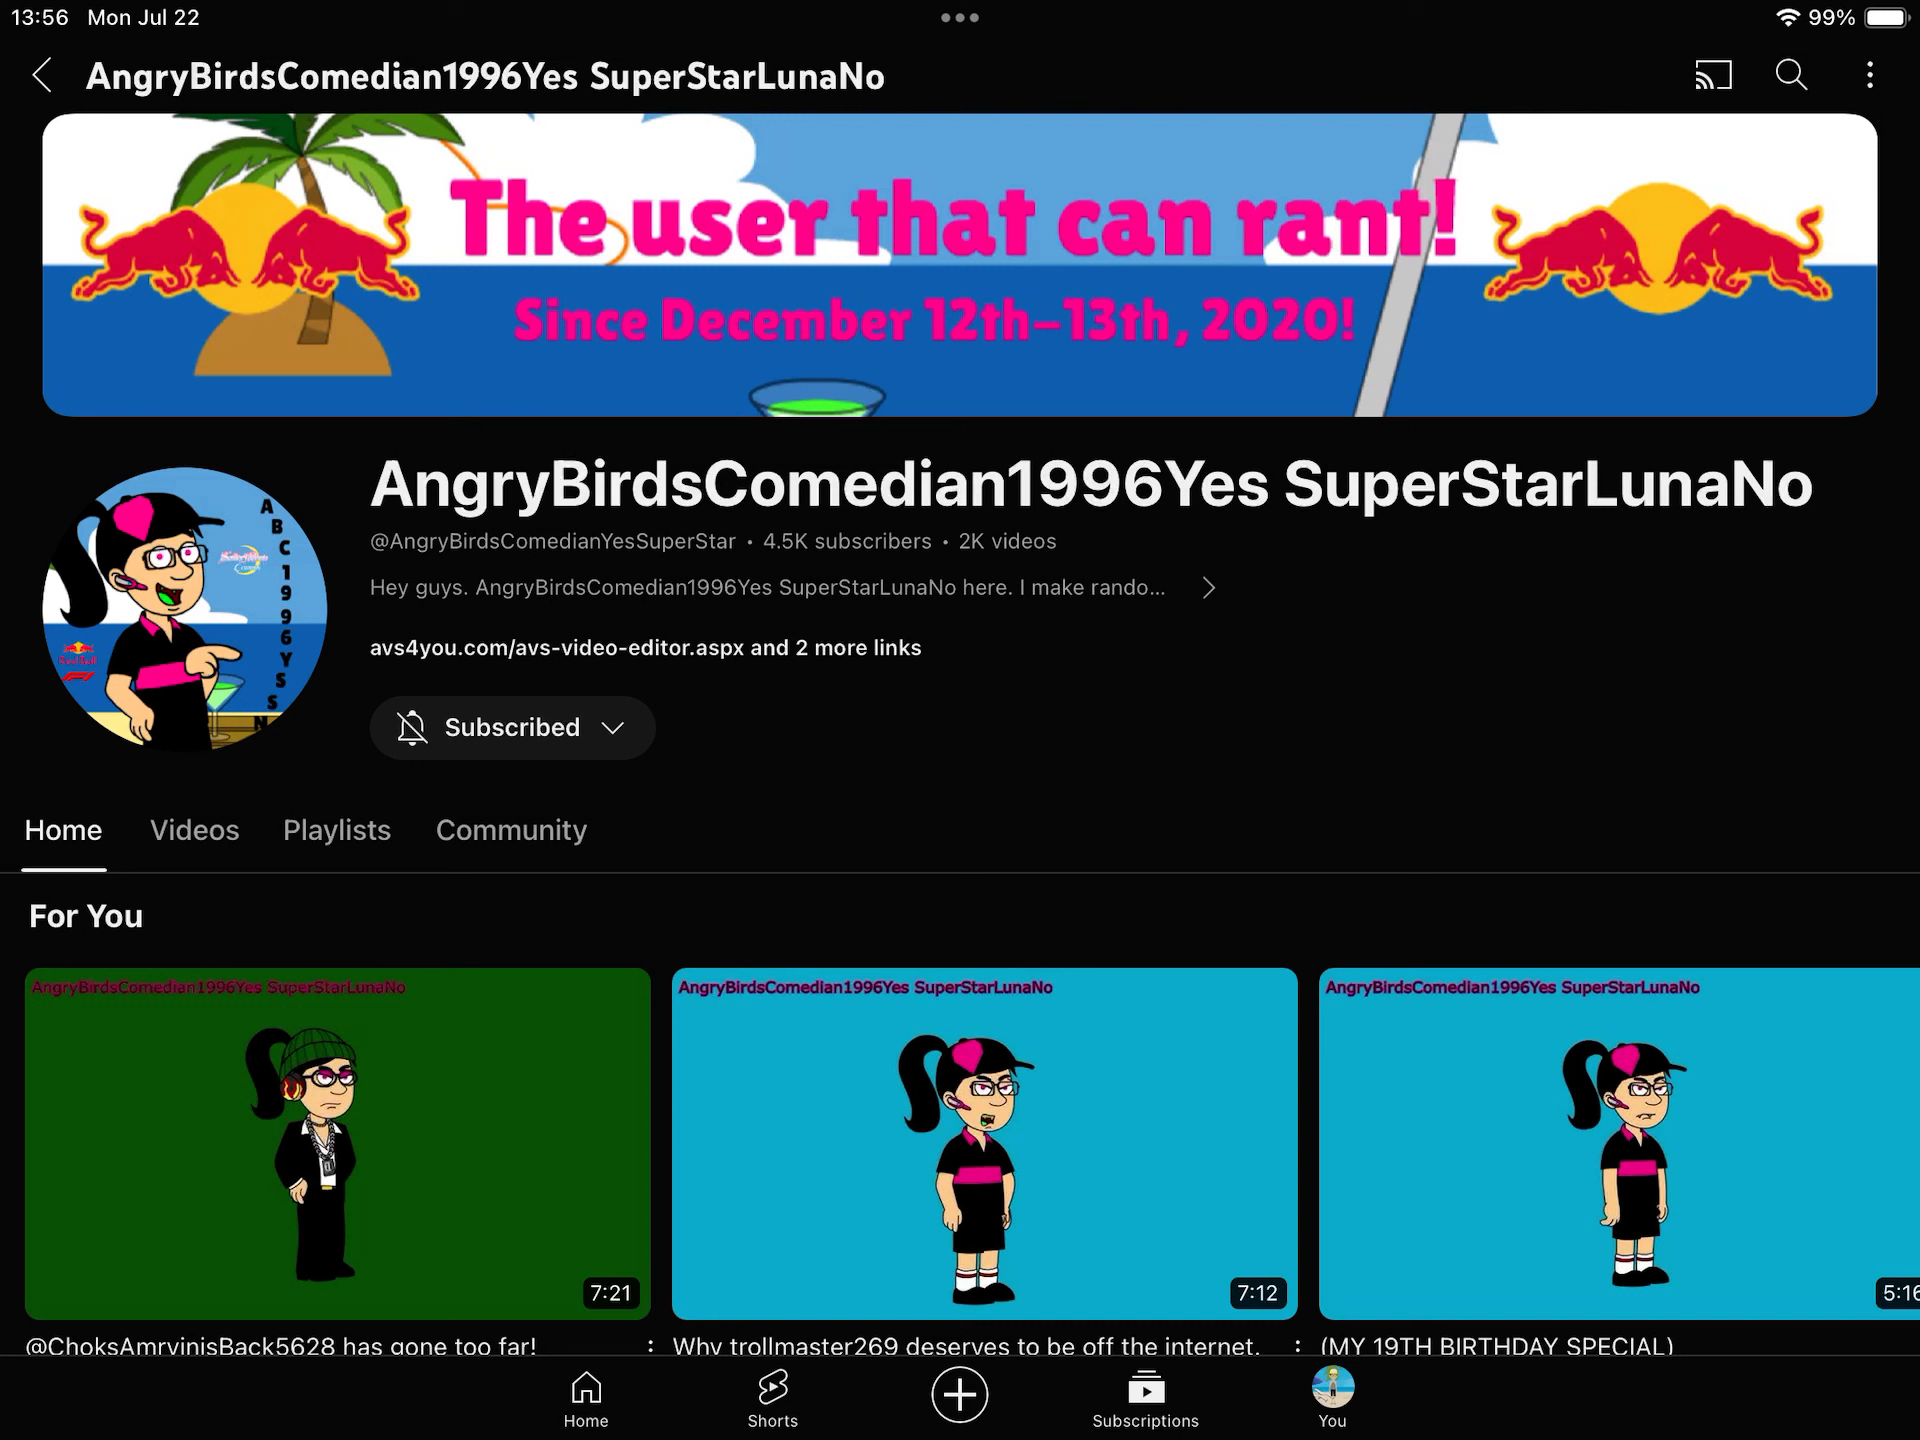 13:56 Mon Jul 22
99%
AngryBirdsComedian1996Yes SuperStarLunaNo
The user that can rant!
Since December 12th-13th, 2020!
ABC1996YSSN
AngryBirdsComedian1996Yes SuperStarLunaNo
@AngryBirdsComedianYesSuperStar • 4.5K subscribers • 2K videos
Hey guys. AngryBirdsComedian1996Yes SuperStarLunaNo here. I make rando...
avs4you.com/avs-video-editor.aspx and 2 more links
Subscribed
Home Videos Playlists Community
For You
AngryBirdsComedian1996Yes SuperStarLunaNo
AngryBirdsComedian1996Yes SuperStarLunaNo
AngryBirdsComedian1996Yes SuperStarLunaNo
7:21
7:12
5:16
@ChoksAmrvinisBack5628 has gone too far!
Why trollmaster269 deserves to be off the internet.
(MY 19TH BIRTHDAY SPECIAL)
Home
Shorts
Subscriptions
You